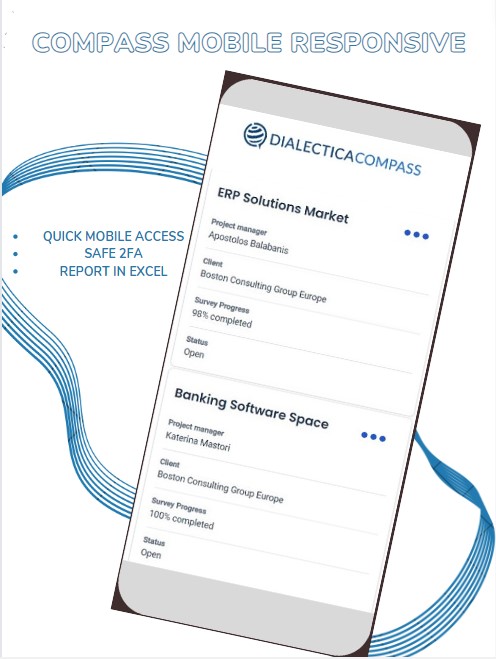 COMPASS MOBILE RESPONSIVE
DIALECTICACOMPASS
• QUICK MOBILE ACCESS
• SAFE 2FA
• REPORT IN EXCEL
ERP Solutions Market
Project manager
Apostolos Balabanis
Client
Boston Consulting Group Europe
Survey Progress
98% completed
Status
Open
Banking Software Space
Project manager
Katerina Mastori
Client
Boston Consulting Group Europe
Survey Progress
100% completed
Status
Open